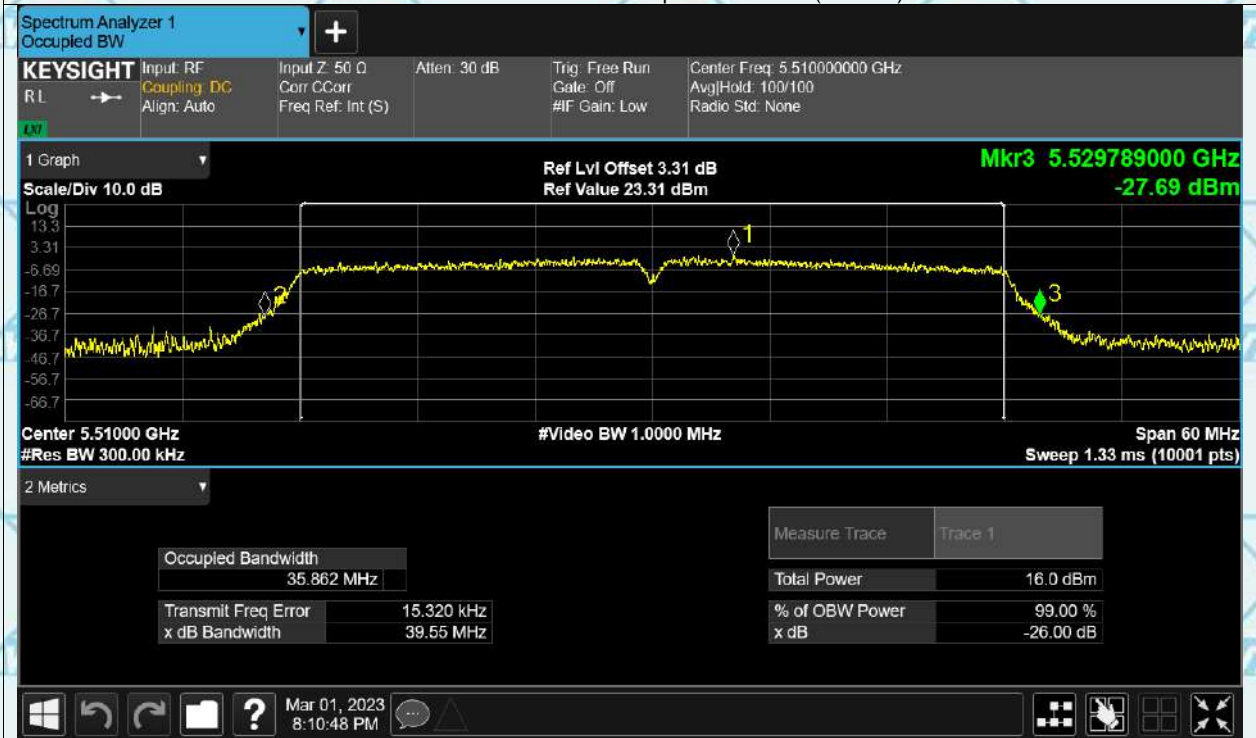 Spectrum Analyzer 1
Occupied BW
+
KEYSIGHT Input: RF Input Z: 50 Ω Atten: 30 dB Trig: Free Run Center Freq: 5.510000000 GHz
RL Coupling: DC Corr CCorr Gate: Off Avg|Hold: 100/100
Align: Auto Freq Ref: Int (S) #IF Gain: Low Radio Std: None
LXI
1 Graph Ref Lvl Offset 3.31 dB Mkr3 5.529789000 GHz
Scale/Div 10.0 dB Ref Value 23.31 dBm -27.69 dBm
Log
13.3
3.31
1
-6.69
-16.7
2
3
-26.7
-36.7
-46.7
-56.7
-66.7
Center 5.51000 GHz #Video BW 1.0000 MHz Span 60 MHz
#Res BW 300.00 kHz Sweep 1.33 ms (10001 pts)
2 Metrics
Measure Trace Trace 1
Occupied Bandwidth
35.862 MHz Total Power 16.0 dBm
Transmit Freq Error 15.320 kHz % of OBW Power 99.00 %
x dB Bandwidth 39.55 MHz x dB -26.00 dB
? Mar 01, 2023
8:10:48 PM